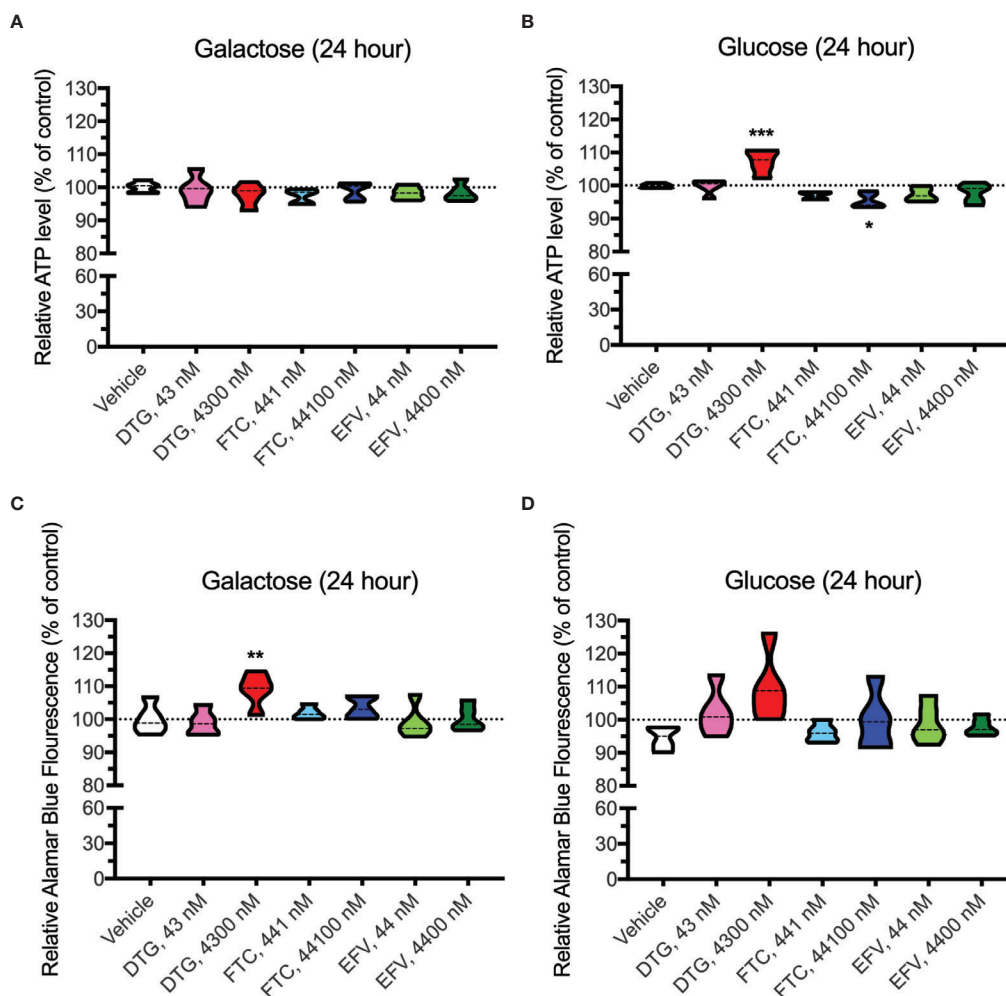 A
Galactose (24 hour)
Relative ATP level (% of control)
130
120
110
100
90
80
60
30
0
Vehicle
DTG, 43 nM
DTG, 4300 nM
FTC, 441 nM
FTC, 44100 nM
EFV, 44 nM
EFV, 4400 nM
B
Glucose (24 hour)
Relative ATP level (% of control)
130
120
110
100
90
80
60
30
0
***
*
Vehicle
DTG, 43 nM
DTG, 4300 nM
FTC, 441 nM
FTC, 44100 nM
EFV, 44 nM
EFV, 4400 nM
C
Galactose (24 hour)
Relative Alamar Blue Flourescence (% of control)
130
120
110
100
90
80
60
30
0
**
Vehicle
DTG, 43 nM
DTG, 4300 nM
FTC, 441 nM
FTC, 44100 nM
EFV, 44 nM
EFV, 4400 nM
D
Glucose (24 hour)
Relative Alamar Blue Flourescence (% of control)
130
120
110
100
90
80
60
30
0
Vehicle
DTG, 43 nM
DTG, 4300 nM
FTC, 441 nM
FTC, 44100 nM
EFV, 44 nM
EFV, 4400 nM